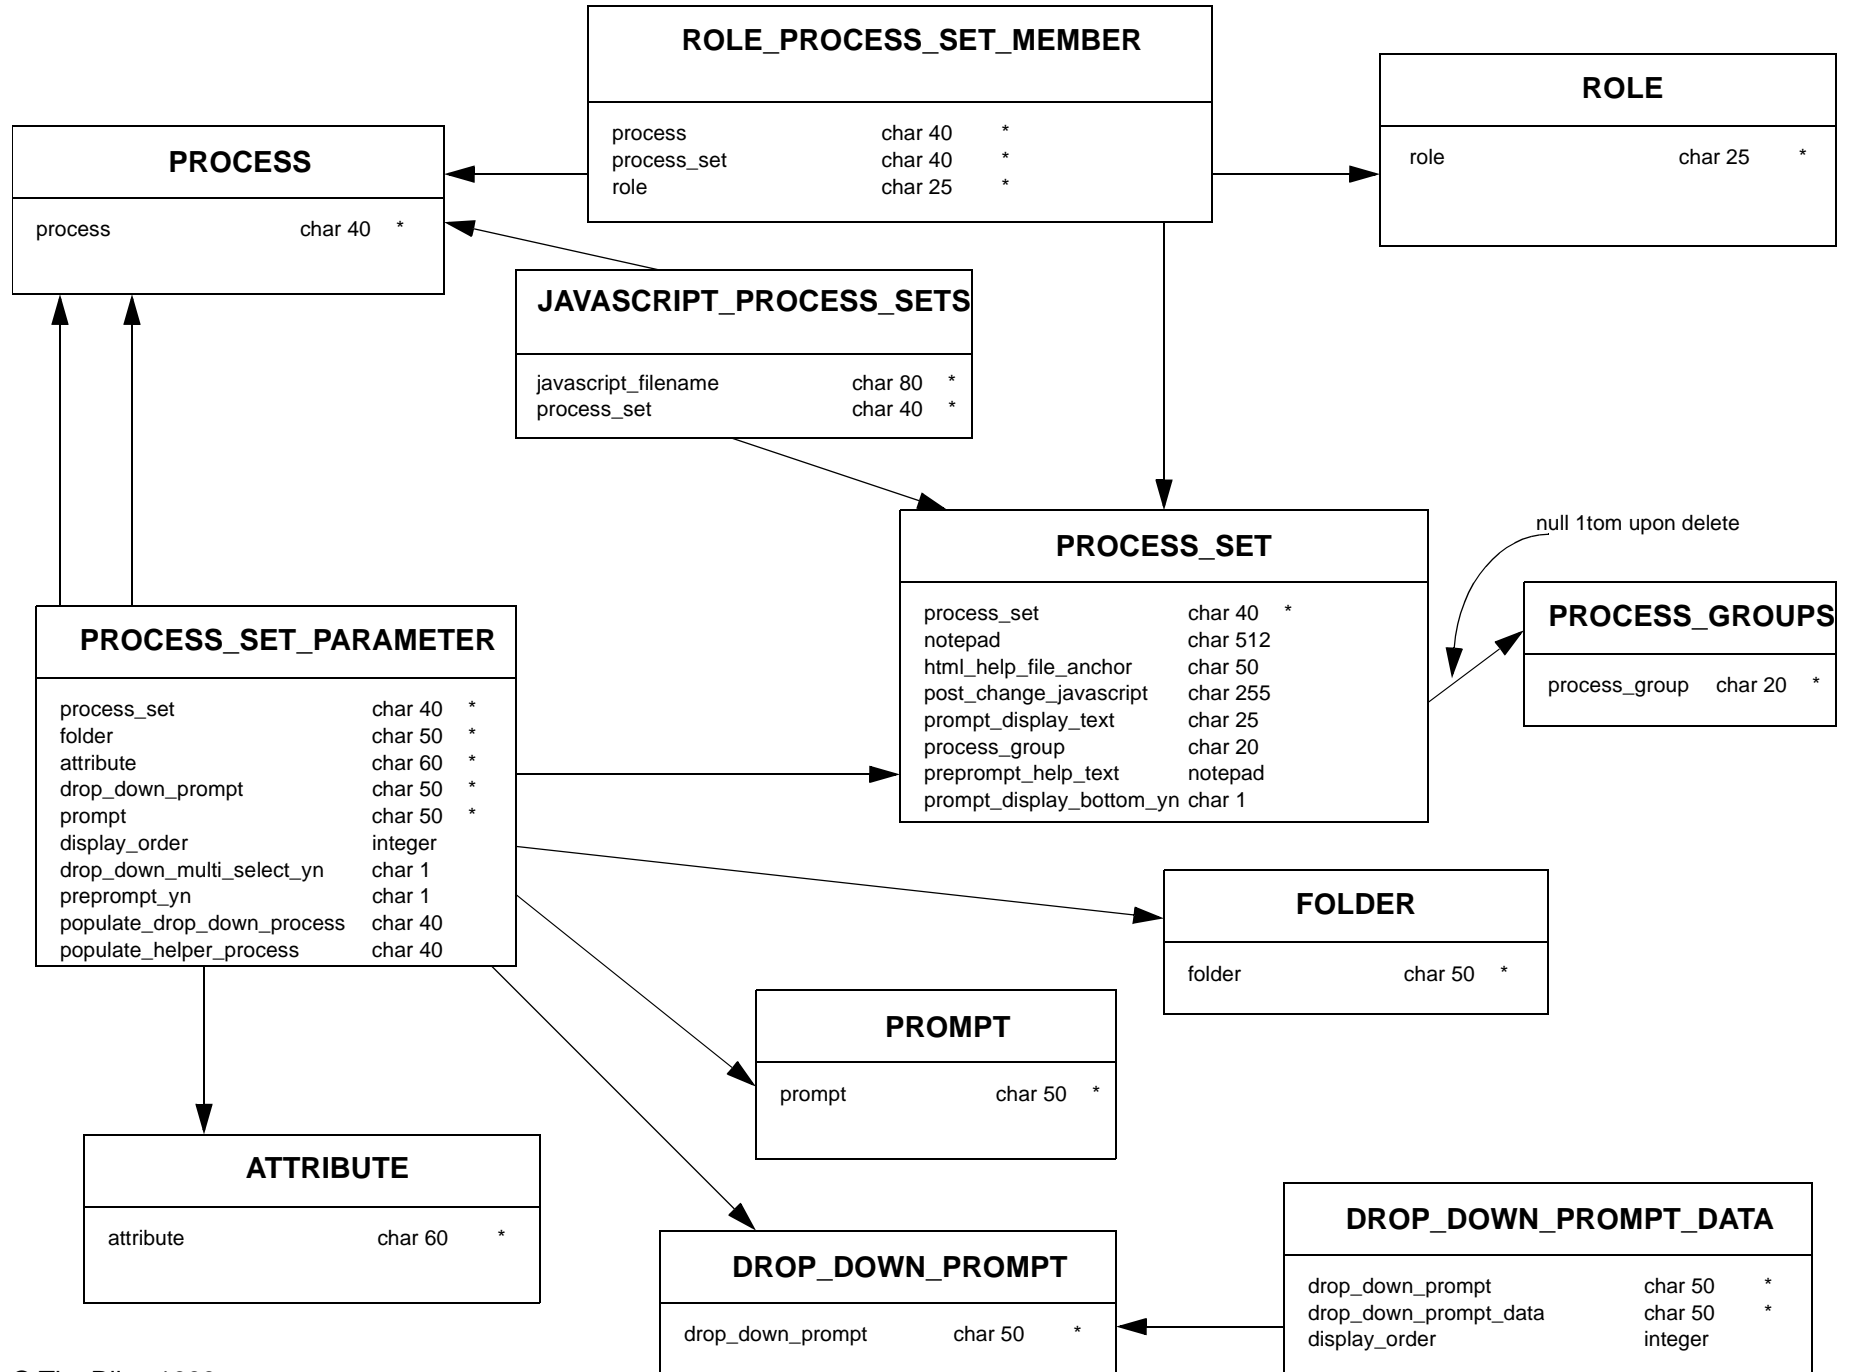 ROLE_PROCESS_SET_MEMBER
process char 40 *
process_set char 40 *
role char 25 *
ROLE
role char 25 *
PROCESS
process char 40 *
JAVASCRIPT_PROCESS_SETS
javascript_filename char 80 *
process_set char 40 *
PROCESS_SET
process_set char 40 *
notepad char 512
html_help_file_anchor char 50
post_change_javascript char 255
prompt_display_text char 25
process_group char 20
preprompt_help_text notepad
prompt_display_bottom_yn char 1
null 1tom upon delete
PROCESS_GROUPS
process_group char 20 *
PROCESS_SET_PARAMETER
process_set char 40 *
folder char 50 *
attribute char 60 *
drop_down_prompt char 50 *
prompt char 50 *
display_order integer
drop_down_multi_select_yn char 1
preprompt_yn char 1
populate_drop_down_process char 40
populate_helper_process char 40
FOLDER
folder char 50 *
PROMPT
prompt char 50 *
ATTRIBUTE
attribute char 60 *
DROP_DOWN_PROMPT
drop_down_prompt char 50 *
DROP_DOWN_PROMPT_DATA
drop_down_prompt char 50 *
drop_down_prompt_data char 50 *
display_order integer